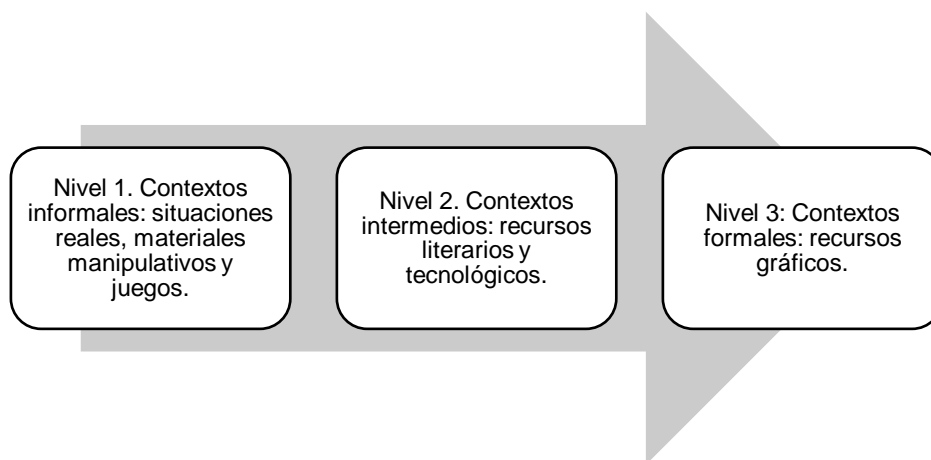 Nivel 1. Contextos
informales: situaciones
reales, materiales
manipulativos y
juegos.
Nivel 2. Contextos
intermedios: recursos
literarios y
tecnológicos.
Nivel 3: Contextos
formales: recursos
gráficos.